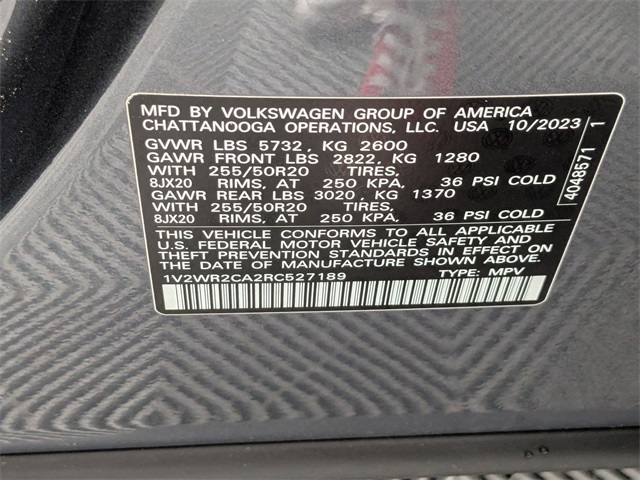 MFD BY VOLKSWAGEN GROUP OF AMERICA
CHATTANOOGA OPERATIONS, LLC. USA 10/2023
GVWR LBS 5732, KG 2600
GAWR FRONT LBS 2822, KG 1280
WITH 255/50R20 TIRES,
8JX20 RIMS, AT 250 KPA, 36 PSI COLD
GAWR REAR LBS 3020, KG 1370
WITH 255/50R20 TIRES,
8JX20 RIMS, AT 250 KPA, 36 PSI COLD
THIS VEHICLE CONFORMS TO ALL APPLICABLE
U.S. FEDERAL MOTOR VEHICLE SAFETY AND
THEFT PREVENTION STANDARDS IN EFFECT ON
THE DATE OF MANUFACTURE SHOWN ABOVE.
1V2WR2CA2RC527189 TYPE: MPV
4048571 1